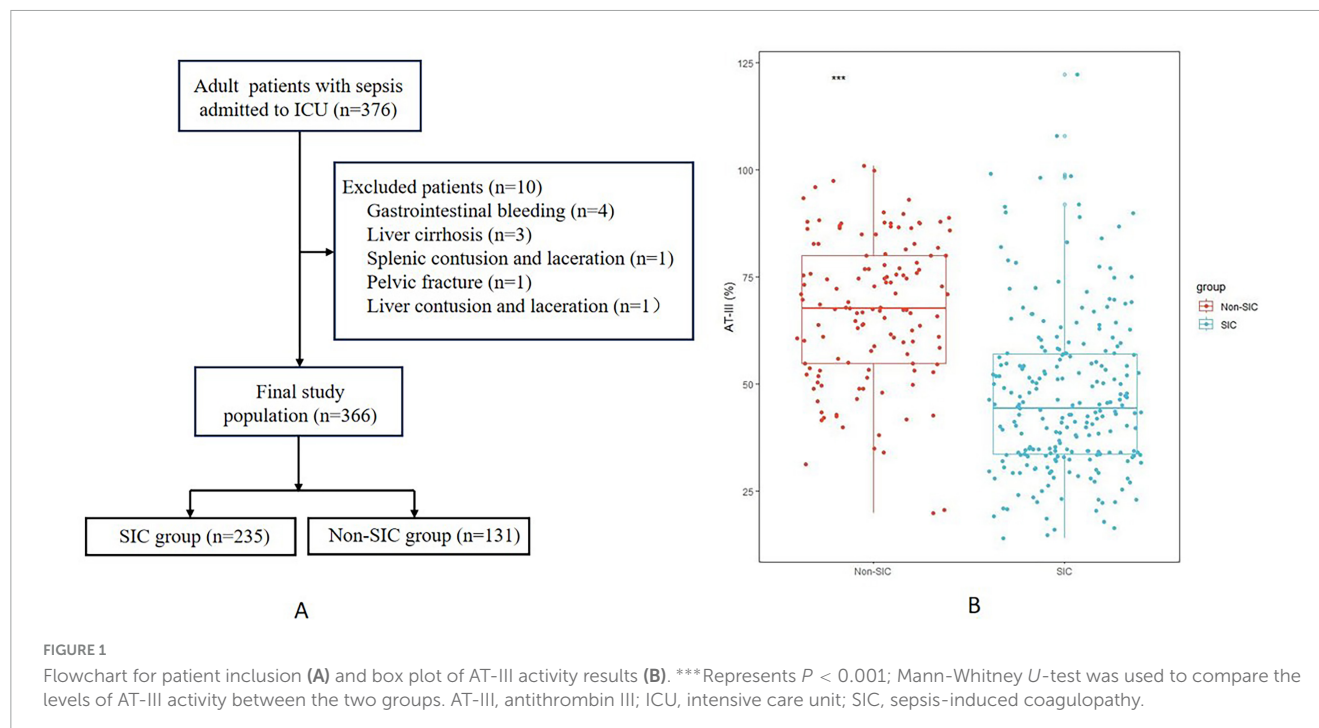 Adult patients with sepsis
admitted to ICU (n=376)
Excluded patients (n=10)
Gastrointestinal bleeding (n=4)
Liver cirrhosis (n=3)
Splenic contusion and laceration (n=1)
Pelvic fracture (n=1)
Liver contusion and laceration (n=1）
Final study
population (n=366)
SIC group (n=235)
Non-SIC group (n=131)
A
125
100
75
50
25
AT-III (%)
***
Non-SIC
SIC
group
Non-SIC
SIC
B
FIGURE 1
Flowchart for patient inclusion (A) and box plot of AT-III activity results (B). ***Represents P < 0.001; Mann-Whitney U-test was used to compare the
levels of AT-III activity between the two groups. AT-III, antithrombin III; ICU, intensive care unit; SIC, sepsis-induced coagulopathy.